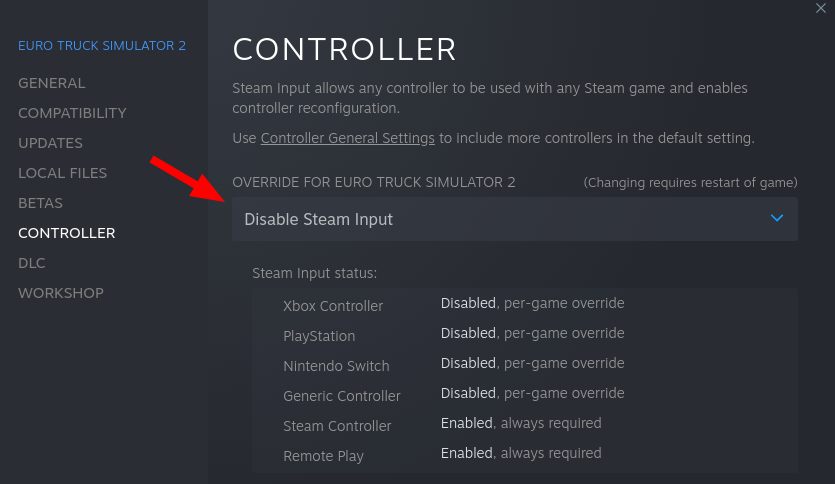 EURO TRUCK SIMULATOR 2
GENERAL
COMPATIBILITY
UPDATES
LOCAL FILES
BETAS
CONTROLLER
DLC
WORKSHOP
CONTROLLER
Steam Input allows any controller to be used with any Steam game and enables
controller reconfiguration.
Use Controller General Settings to include more controllers in the default setting.
OVERRIDE FOR EURO TRUCK SIMULATOR 2 (Changing requires restart of game)
Disable Steam Input
Steam Input status:
Xbox Controller Disabled, per-game override
PlayStation Disabled, per-game override
Nintendo Switch Disabled, per-game override
Generic Controller Disabled, per-game override
Steam Controller Enabled, always required
Remote Play Enabled, always required